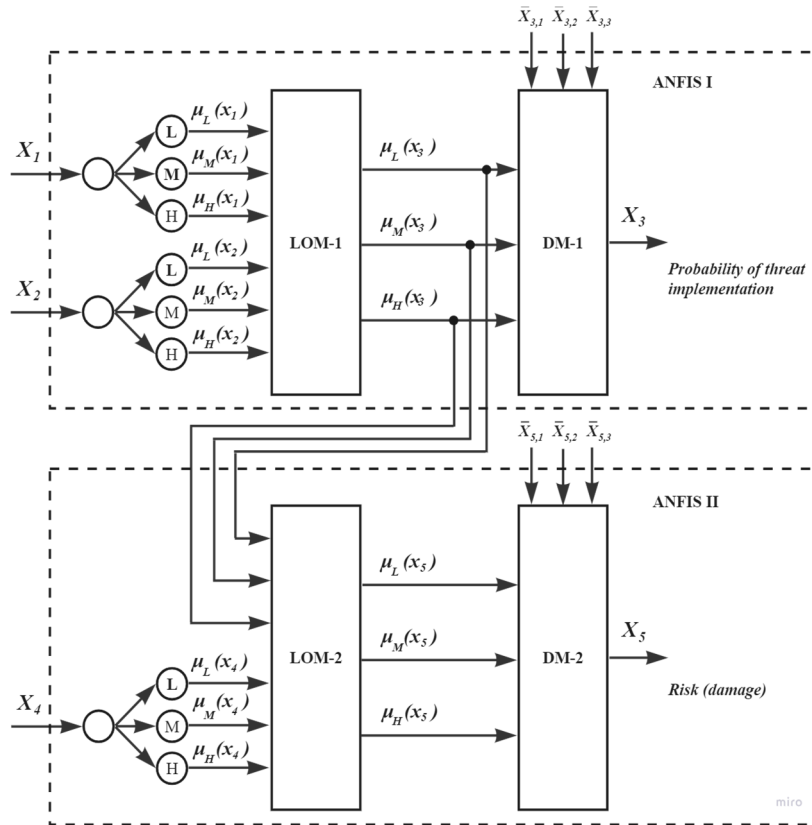 X̄3,1 X̄3,2 X̄3,3
ANFIS I
X1
L
M
H
μL(x1)
μM(x1)
μH(x1)
X2
L
M
H
μL(x2)
μM(x2)
μH(x2)
LOM-1
μL(x3)
μM(x3)
μH(x3)
DM-1
X3
Probability of threat
implementation
X̄5,1 X̄5,2 X̄5,3
ANFIS II
X4
L
M
H
μL(x4)
μM(x4)
μH(x4)
LOM-2
μL(x5)
μM(x5)
μH(x5)
DM-2
X5
Risk (damage)
miro